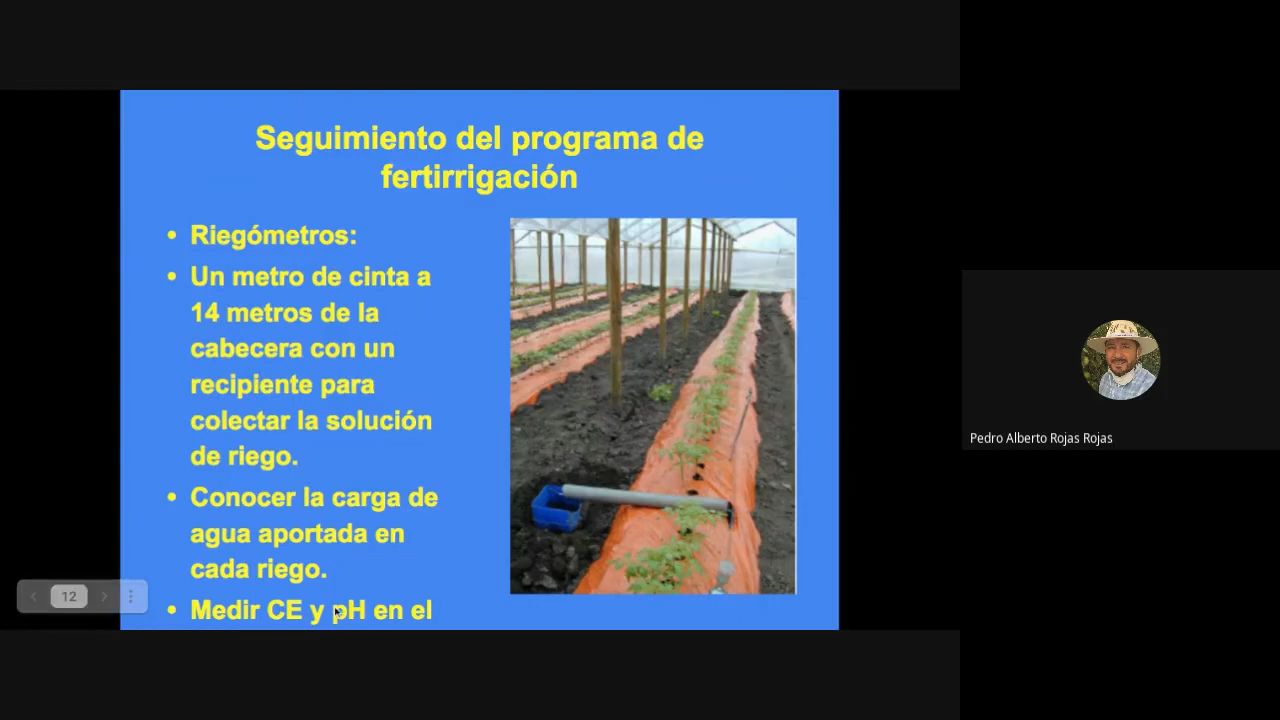 Seguimiento del programa de
fertirrigación
• Riegómetros:
• Un metro de cinta a
14 metros de la
cabecera con un
recipiente para
colectar la solución
de riego.
• Conocer la carga de
agua aportada en
cada riego.
• Medir CE y pH en el
12
Pedro Alberto Rojas Rojas